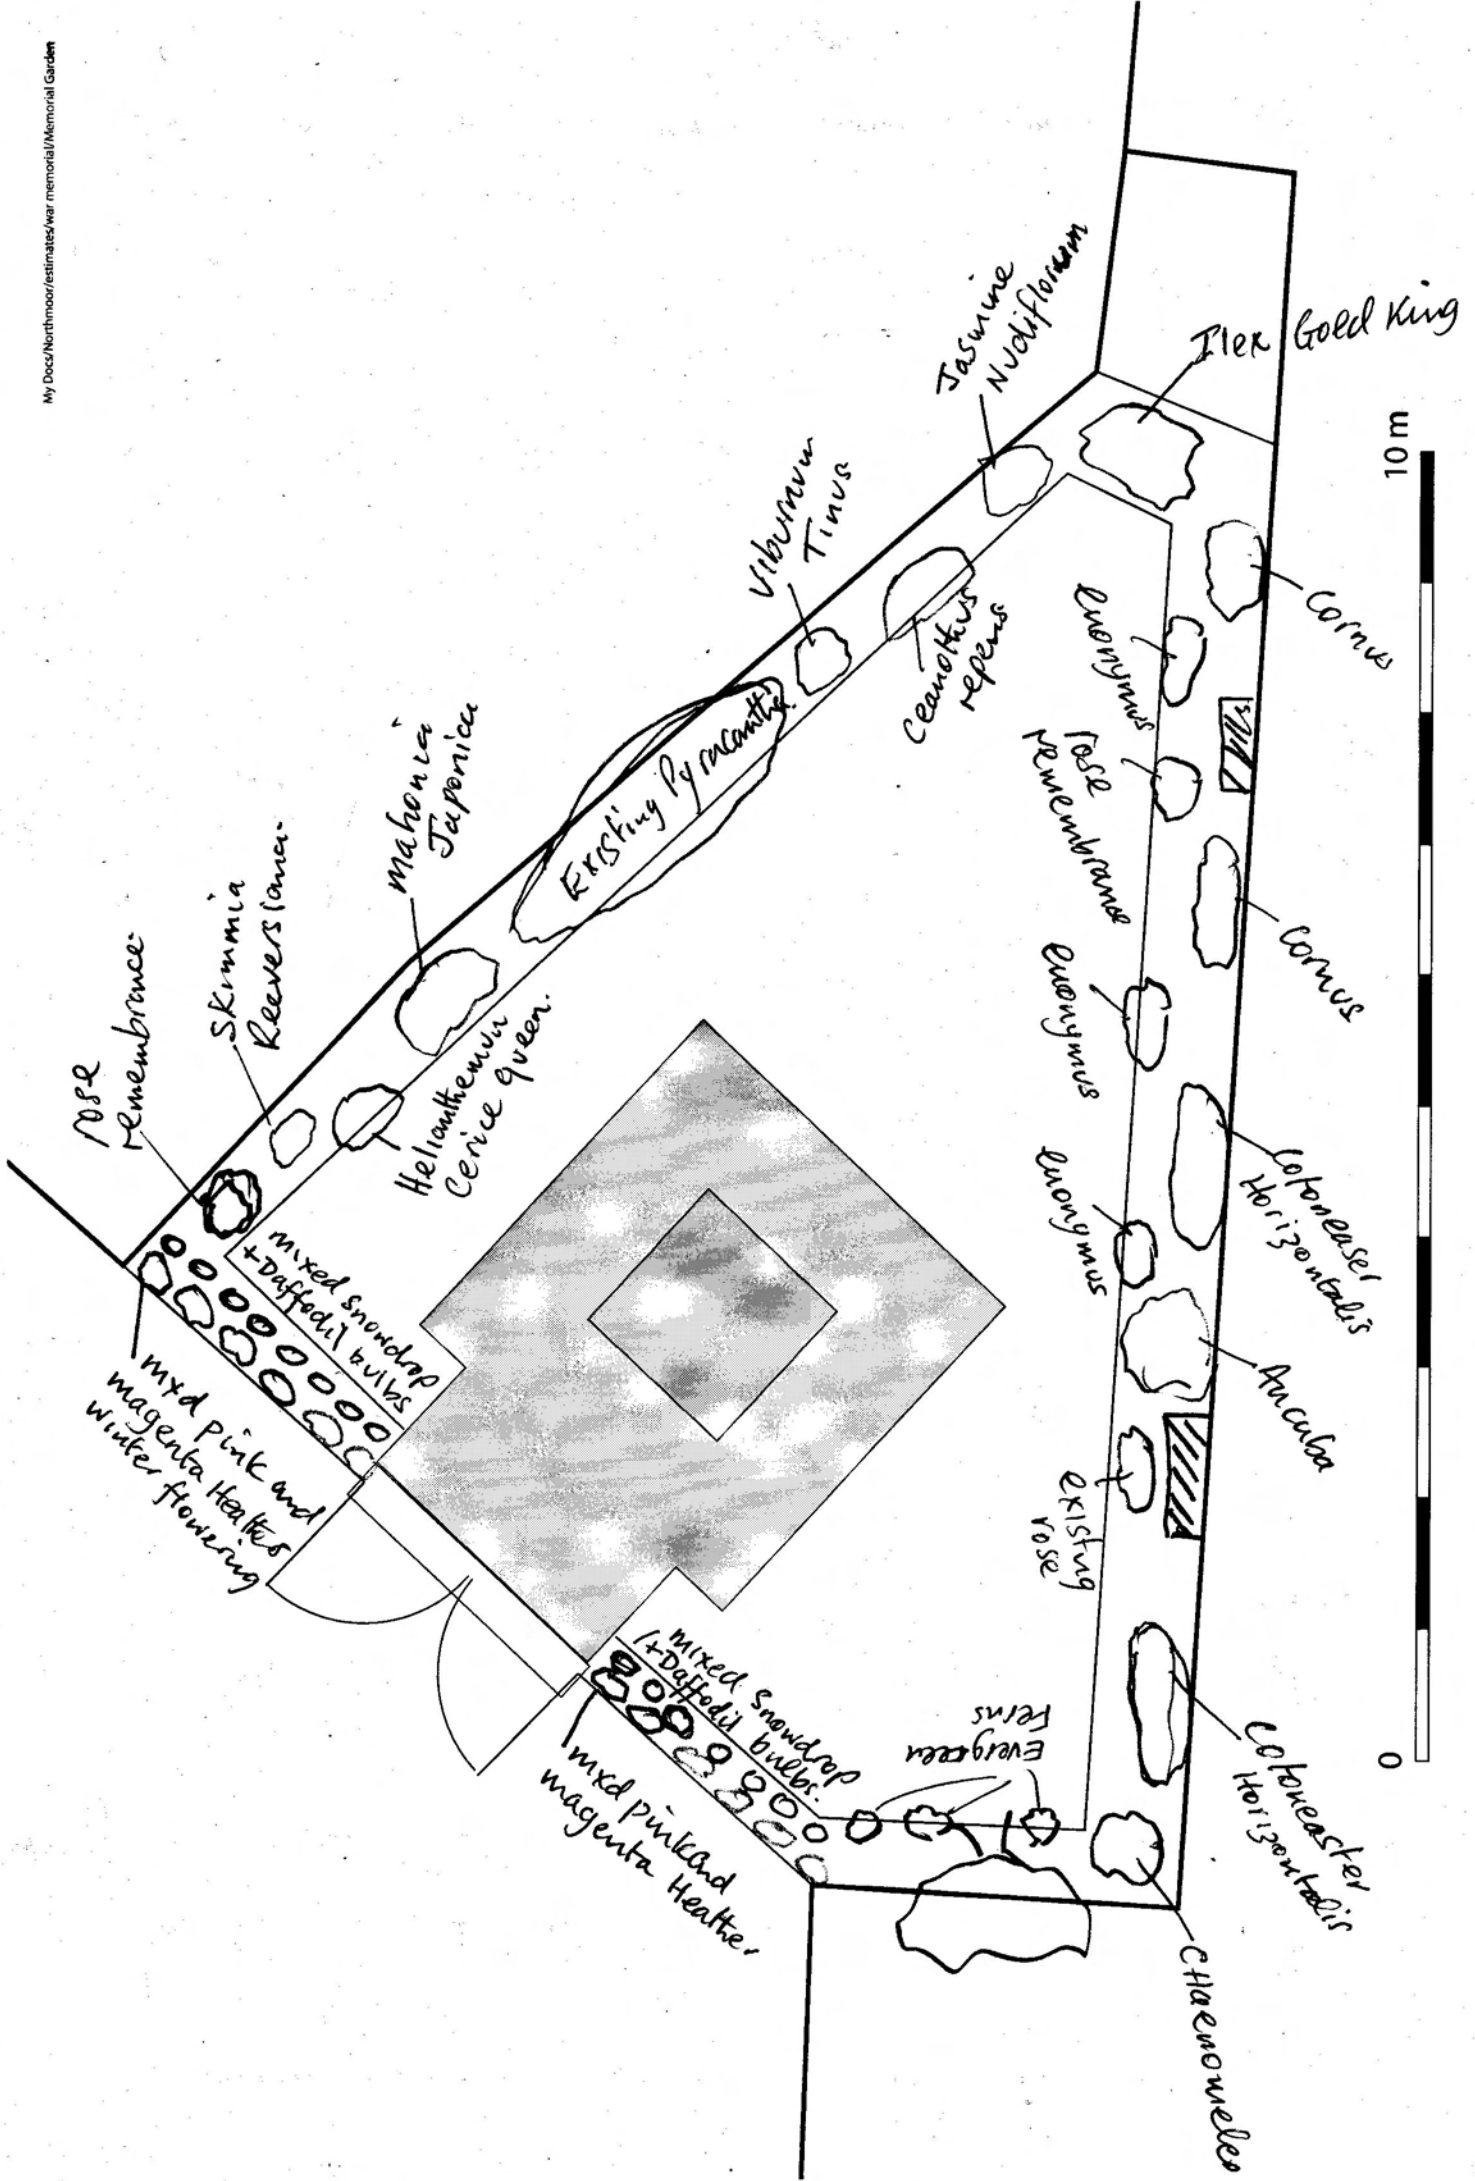 My Docs/Northmoor/estimates/war memorial/Memorial Garden
Jasmine
Nudiflorum
Ilex Gold King
10 m
Viburnum
Tinus
Ceanothus
repens
euonymus
cornus
rose
remembrance
Existing Pyracantha
mahonia
Japonica
Skimmia
Reevesiana
rose
remembrance
Helianthemum
Cerice Queen.
euonymus
cornus
euonymus
Cotoneaser
Horizontalis
Aucuba
mixed snowdrop
+Daffodil bulbs
mxd pink and
magenta Heather
winter flowering
existing
rose
mixed snowdrop
/+Daffodil bulbs.
mxd pink and
magenta Heather
Evergreen
Ferns
0
Cotoneaster
Horizontalis
CHaenomeles